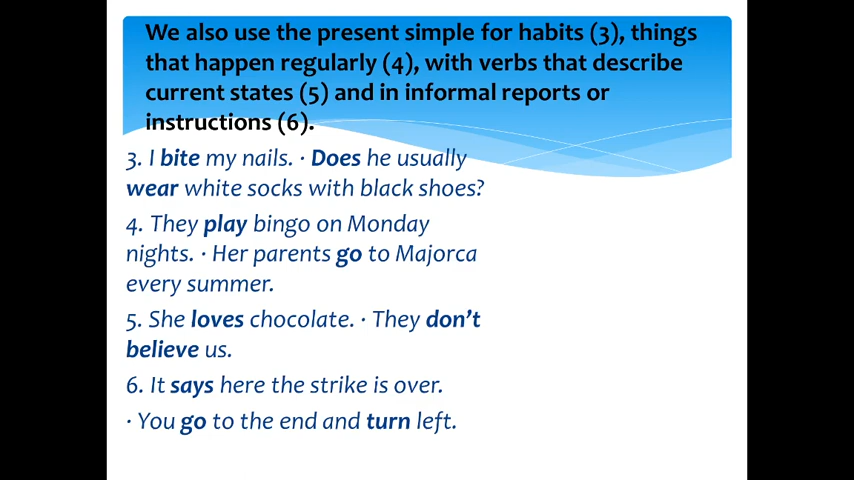 We also use the present simple for habits (3), things
that happen regularly (4), with verbs that describe
current states (5) and in informal reports or
instructions (6).
3. I bite my nails. · Does he usually
wear white socks with black shoes?
4. They play bingo on Monday
nights. · Her parents go to Majorca
every summer.
5. She loves chocolate. · They don't
believe us.
6. It says here the strike is over.
· You go to the end and turn left.